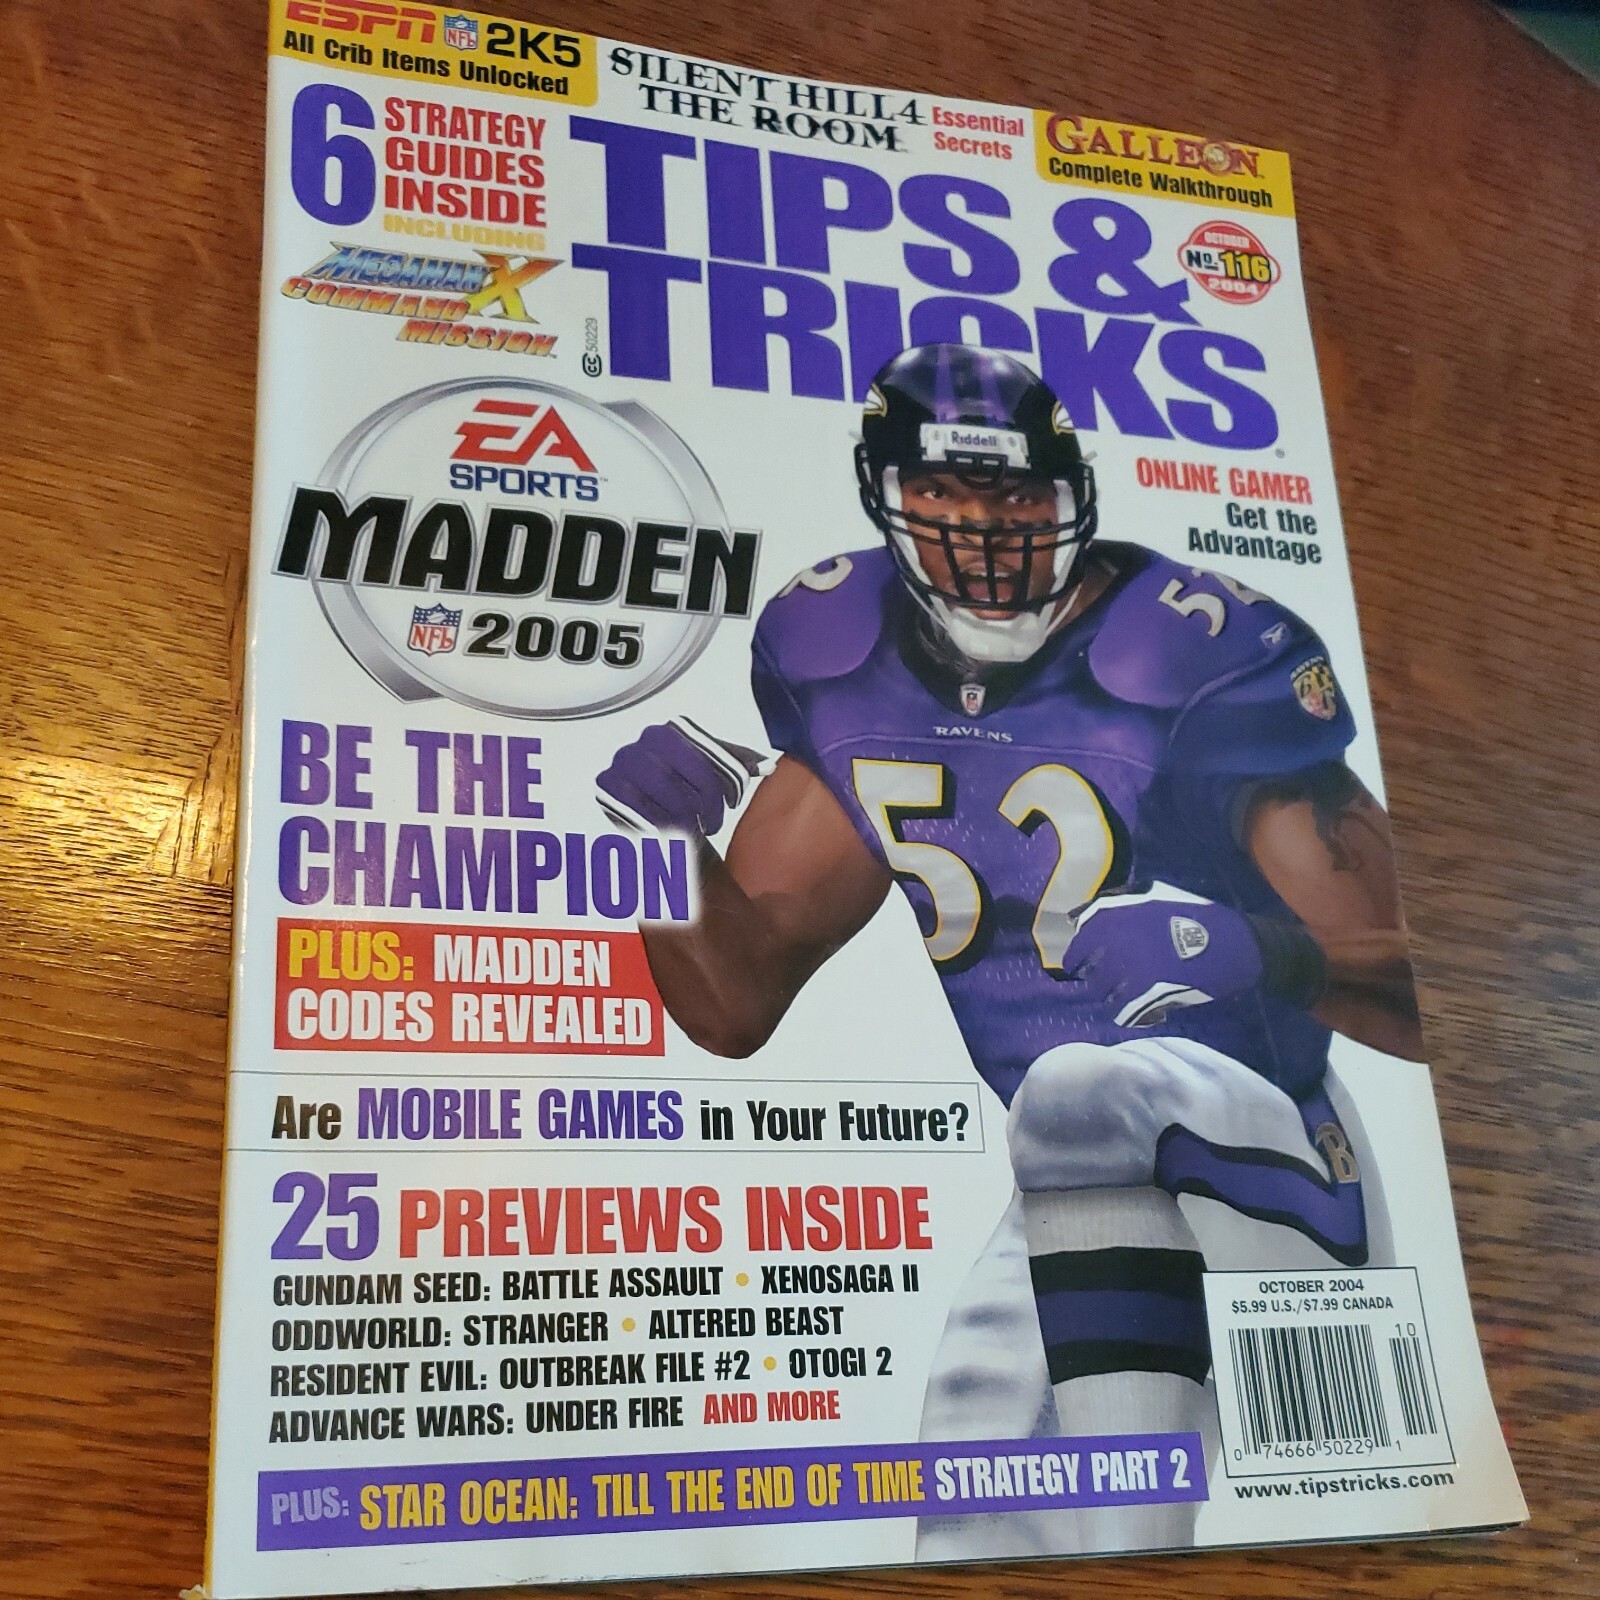 ESPN NFL 2K5
All Crib Items Unlocked
SILENT HILL 4
THE ROOM
Essential
Secrets
GALLEON
Complete Walkthrough
6 STRATEGY
GUIDES
INSIDE
INCLUDING
MEGAMAN X
COMMAND
MISSION
TIPS &
TRICKS
OCTOBER
No. 116
2004
cc 50229
EA
SPORTS
MADDEN
NFL 2005
ONLINE GAMER
Get the
Advantage
Riddell
52
52
RAVENS
52
B
BE THE
CHAMPION
PLUS: MADDEN
CODES REVEALED
Are MOBILE GAMES in Your Future?
25 PREVIEWS INSIDE
GUNDAM SEED: BATTLE ASSAULT • XENOSAGA II
ODDWORLD: STRANGER • ALTERED BEAST
RESIDENT EVIL: OUTBREAK FILE #2 • OTOGI 2
ADVANCE WARS: UNDER FIRE AND MORE
PLUS: STAR OCEAN: TILL THE END OF TIME STRATEGY PART 2
OCTOBER 2004
$5.99 U.S./$7.99 CANADA
10
0 74666 50229 1
www.tipstricks.com